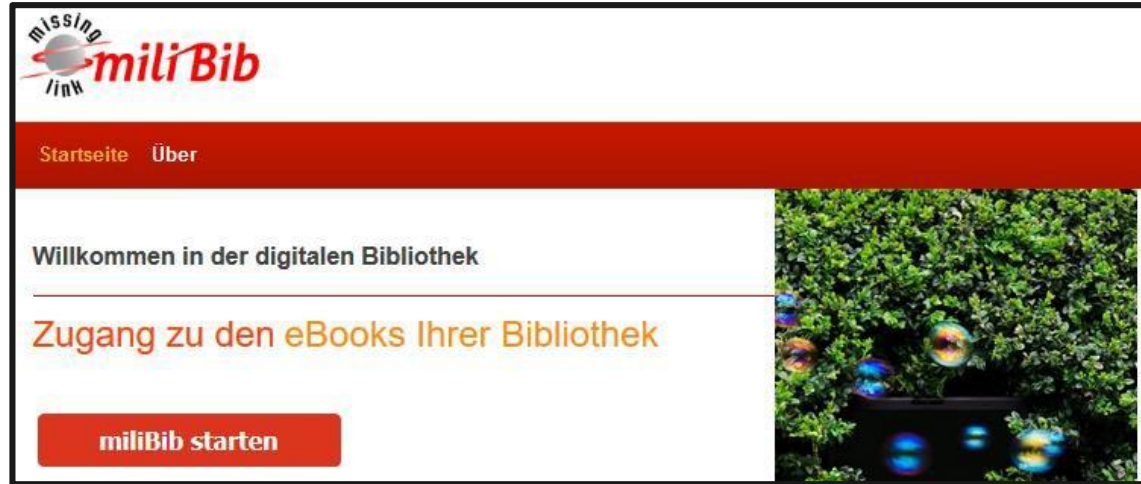 missing
miliBib
link
Startseite Über
Willkommen in der digitalen Bibliothek
Zugang zu den eBooks Ihrer Bibliothek
miliBib starten